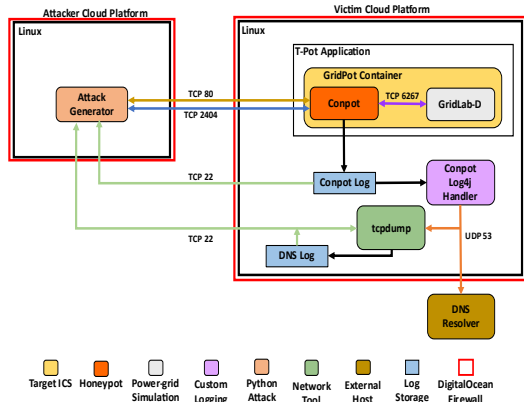 Attacker Cloud Platform
Victim Cloud Platform
Linux
Linux
T-Pot Application
GridPot Container
Attack
Generator
TCP 80
TCP 2404
Conpot
TCP 6267
GridLab-D
TCP 22
Conpot Log
Conpot
Log4j
Handler
tcpdump
TCP 22
DNS Log
UDP 53
DNS
Resolver
Target ICS
Honeypot
Power-grid
Simulation
Custom
Logging
Python
Attack
Network
Tool
External
Host
Log
Storage
DigitalOcean
Firewall